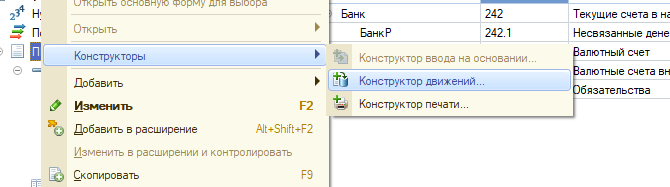 Открыть основную форму для выбора
Ну
Банк 242 Текущие счета в на
Открыть
БанкР 242.1 Несвязанные дене
Конструкторы
Конструктор ввода на основании...
Валютный счет
Добавить
Конструктор движений...
Валютные счета вн
Изменить F2
Конструктор печати...
Обязательства
Добавить в расширение Alt+Shift+F2
Изменить в расширении и контролировать
Скопировать F9